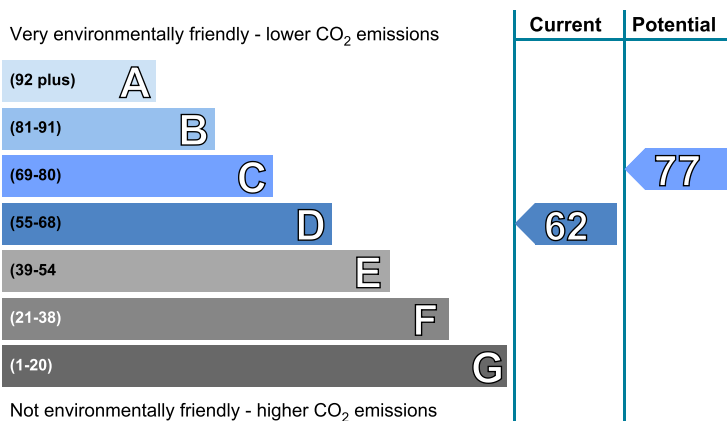 Very environmentally friendly - lower CO₂ emissions
Current
Potential
(92 plus) A
(81-91) B
(69-80) C
77
(55-68) D
62
(39-54 E
(21-38) F
(1-20) G
Not environmentally friendly - higher CO₂ emissions